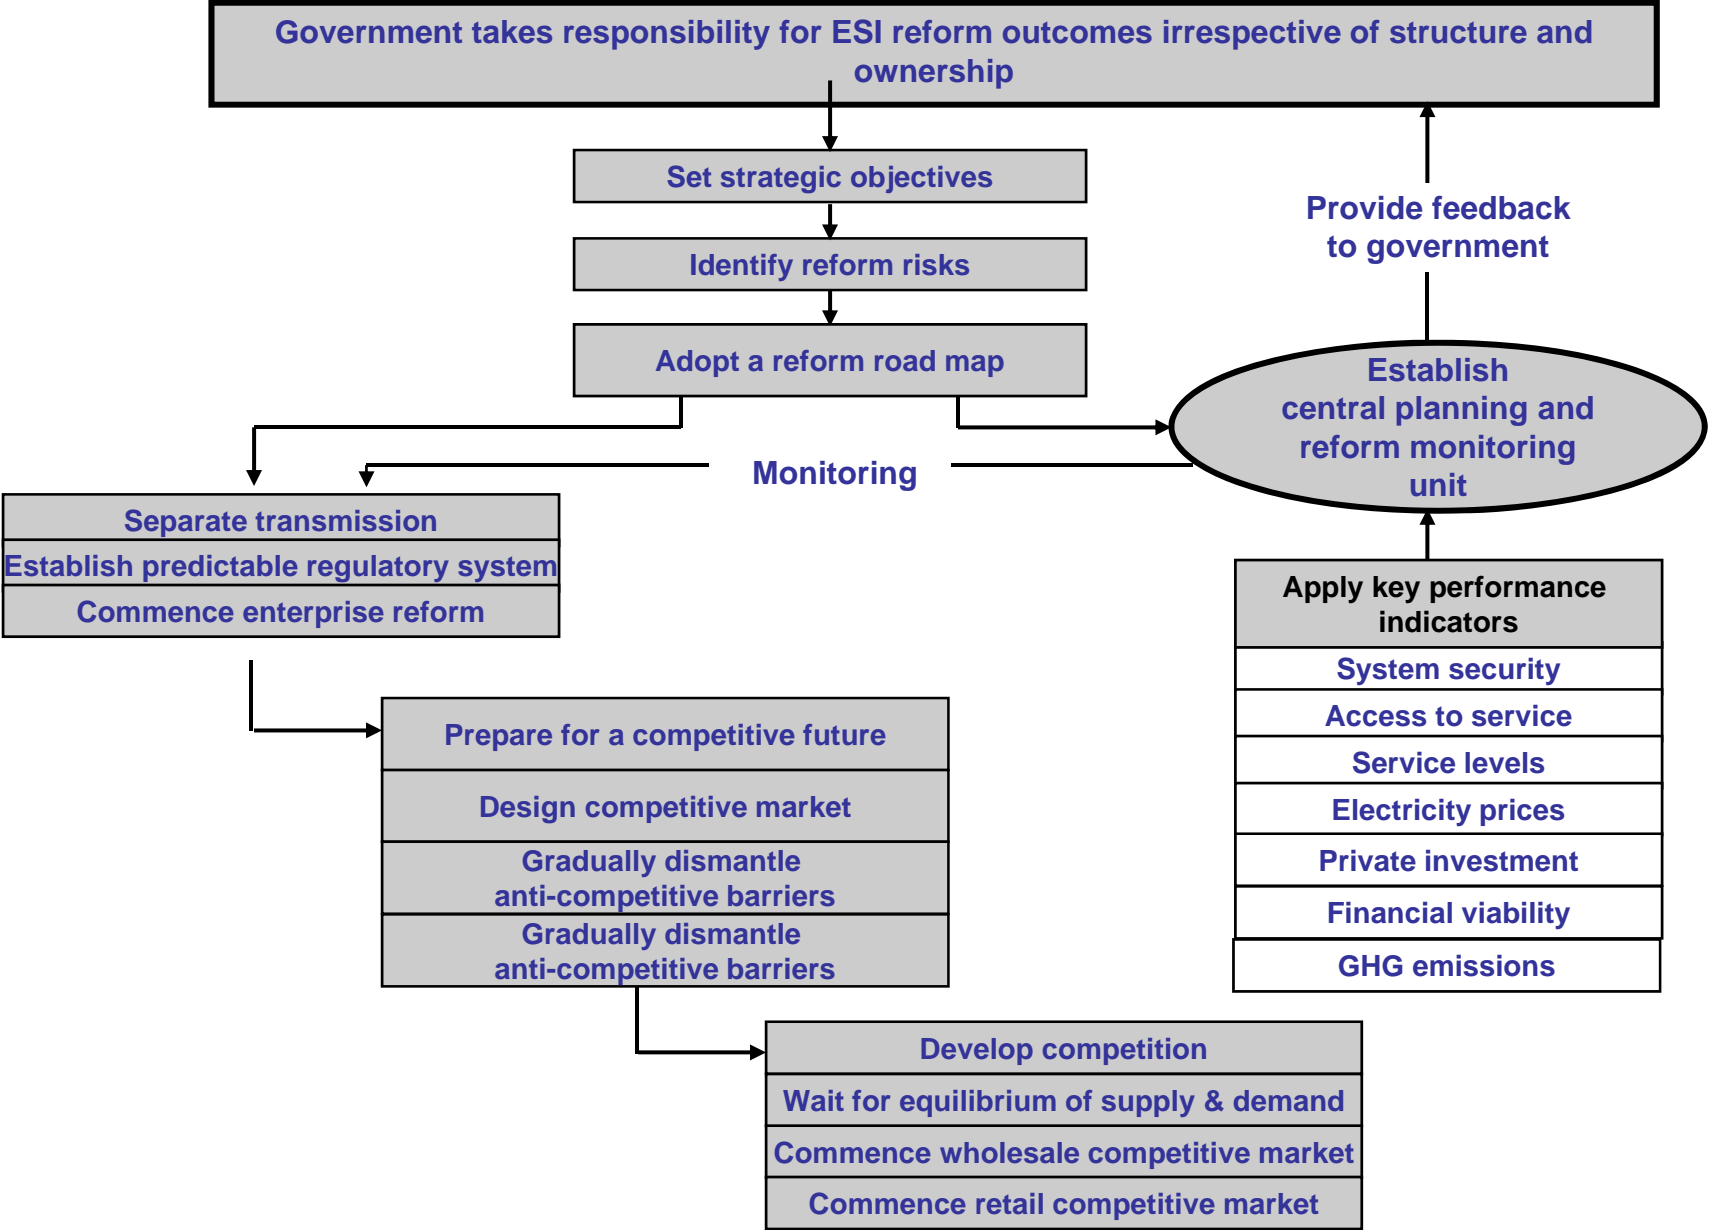 Government takes responsibility for ESI reform outcomes irrespective of structure and
ownership
Set strategic objectives
Identify reform risks
Adopt a reform road map
Provide feedback
to government
Establish
central planning and
reform monitoring
unit
Monitoring
Separate transmission
Establish predictable regulatory system
Commence enterprise reform
Apply key performance
indicators
System security
Access to service
Service levels
Electricity prices
Private investment
Financial viability
GHG emissions
Prepare for a competitive future
Design competitive market
Gradually dismantle
anti-competitive barriers
Gradually dismantle
anti-competitive barriers
Develop competition
Wait for equilibrium of supply & demand
Commence wholesale competitive market
Commence retail competitive market